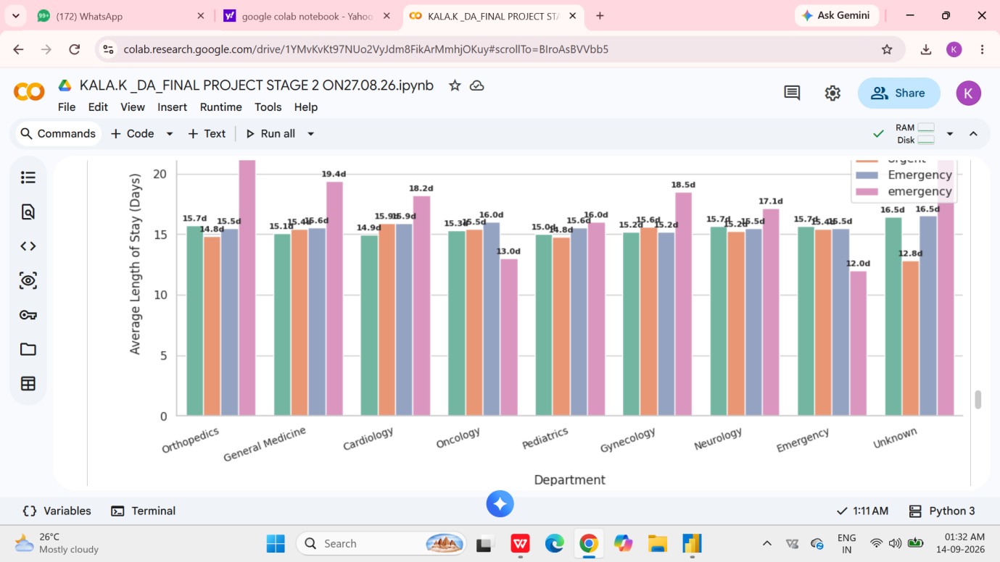 99+ (172) WhatsApp
google colab notebook - Yahoo
KALA.K _DA_FINAL PROJECT STA
Ask Gemini
colab.research.google.com/drive/1YMvKvKt97NUo2VyJdm8FikArMmhjOKuy#scrollTo=BIroAsBVVbb5
K
KALA.K _DA_FINAL PROJECT STAGE 2 ON27.08.26.ipynb
Share
K
File Edit View Insert Runtime Tools Help
Commands + Code + Text Run all
RAM
Disk
Average Length of Stay (Days)
20
15
10
5
0
Urgent
Emergency
emergency
15.7d 14.8d 15.5d
15.1d 15.4d 15.6d 19.4d
14.9d 15.9d 15.9d 18.2d
15.3d 15.5d 16.0d 13.0d
15.0d 14.8d 15.6d 16.0d
15.2d 15.6d 15.2d 18.5d
15.7d 15.2d 15.5d 17.1d
15.7d 15.4d 15.5d 12.0d
16.5d 12.8d 16.5d
Orthopedics
General Medicine
Cardiology
Oncology
Pediatrics
Gynecology
Neurology
Emergency
Unknown
Department
Variables Terminal
1:11 AM Python 3
26°C
Mostly cloudy
Search
ENG
IN
01:32 AM
14-09-2026